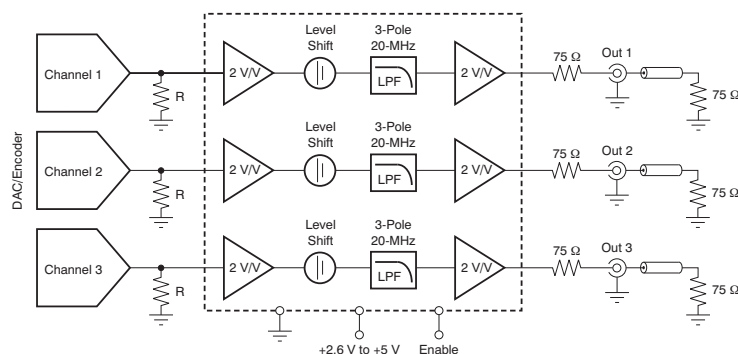 DAC/Encoder
Channel 1
R
2 V/V
Level
Shift
3-Pole
20-MHz
LPF
2 V/V
75 Ω
Out 1
75 Ω
Channel 2
R
2 V/V
Level
Shift
3-Pole
20-MHz
LPF
2 V/V
75 Ω
Out 2
75 Ω
Channel 3
R
2 V/V
Level
Shift
3-Pole
20-MHz
LPF
2 V/V
75 Ω
Out 3
75 Ω
+2.6 V to +5 V
Enable